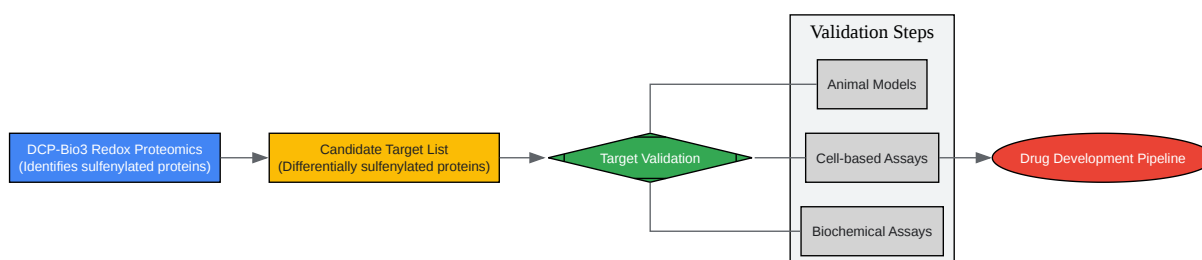 DCP-Bio3 Redox Proteomics
(Identifies sulfenylated proteins)
Candidate Target List
(Differentially sulfenylated proteins)
Target Validation
Validation Steps
Animal Models
Cell-based Assays
Biochemical Assays
Drug Development Pipeline